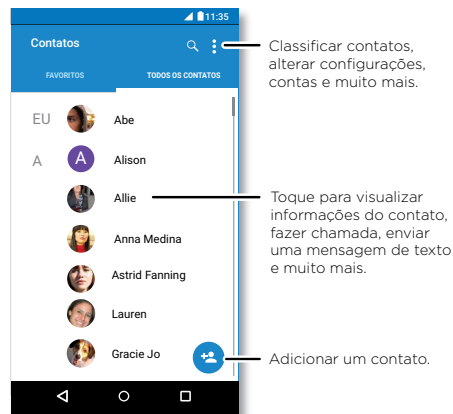 11:35
Contatos
FAVORITOS
TODOS OS CONTATOS
EU
Abe
A
A
Alison
Allie
Anna Medina
Astrid Fanning
Lauren
Gracie Jo
Classificar contatos,
alterar configurações,
contas e muito mais.
Toque para visualizar
informações do contato,
fazer chamada, enviar
uma mensagem de texto
e muito mais.
Adicionar um contato.